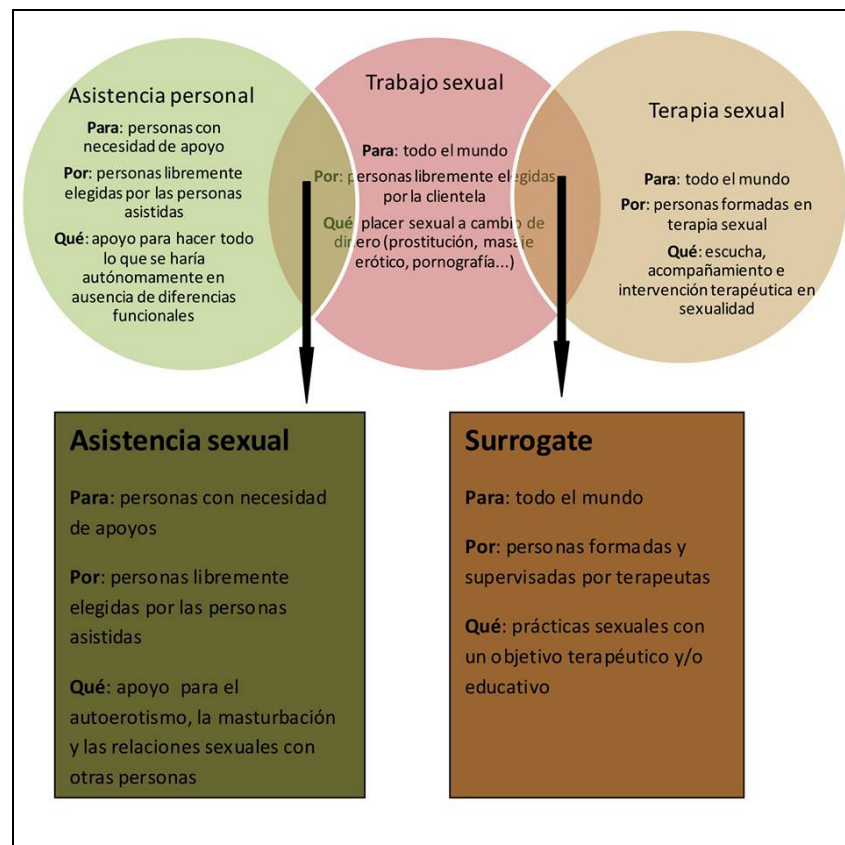 Asistencia personal
Para: personas con
necesidad de apoyo
Por: personas libremente
elegidas por las personas
asistidas
Qué: apoyo para hacer todo
lo que se haría
autónomamente en
ausencia de diferencias
funcionales
Trabajo sexual
Para: todo el mundo
Por: personas libremente elegidas
por la clientela
Qué: placer sexual a cambio de
dinero (prostitución, masaje
erótico, pornografía...)
Terapia sexual
Para: todo el mundo
Por: personas formadas en
terapia sexual
Qué: escucha,
acompañamiento e
intervención terapéutica en
sexualidad
Asistencia sexual
Para: personas con necesidad
de apoyos
Por: personas libremente
elegidas por las personas
asistidas
Qué: apoyo para el
autoerotismo, la masturbación
y las relaciones sexuales con
otras personas
Surrogate
Para: todo el mundo
Por: personas formadas y
supervisadas por terapeutas
Qué: prácticas sexuales con
un objetivo terapéutico y/o
educativo